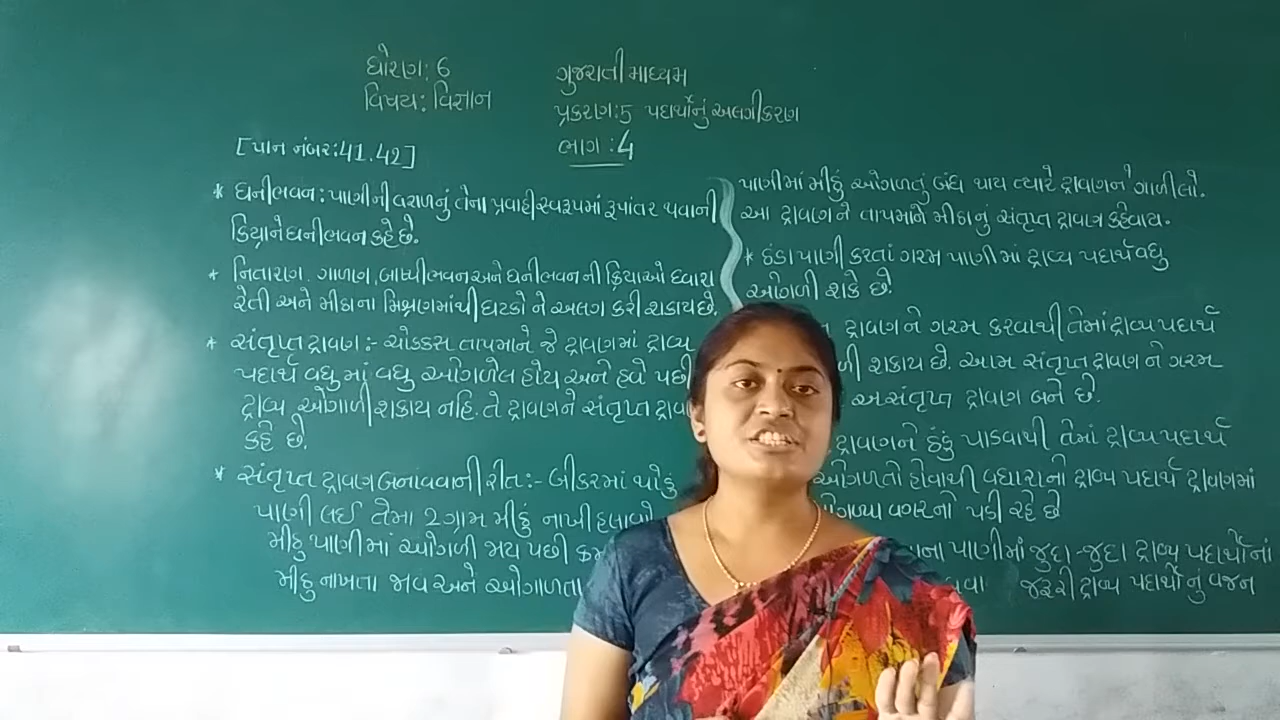 ધોરણ: 6
વિષય: વિજ્ઞાન
ગુજરાતી માધ્યમ
પ્રકરણ:5 પદાર્થોનું અલગીકરણ
ભાગ : 4
[પાન નંબર:41.42]
* ઘનીભવન: પાણીની વરાળનું તેના પ્રવાહી સ્વરૂપમાં રૂપાંતર થવાની
ક્રિયાને ઘનીભવન કહે છે.
* નિતારણ. ગાળણ, બાષ્પીભવન અને ઘનીભવન ની ક્રિયાઓ દ્વારા
રેતી અને મીઠાના મિશ્રણમાંથી ઘટકો ને અલગ કરી શકાય છે.
* સંતૃપ્ત દ્રાવણ :- ચોક્કસ તાપમાને જે દ્રાવણમાં દ્રાવ્ય
પદાર્થ વધુ માં વધુ ઓગળેલ હોય અને હવે પછી
દ્રાવ્ય ઓગાળી શકાય નહિ. તે દ્રાવણને સંતૃપ્ત
કહે છે.
* સંતૃપ્ત દ્રાવણ બનાવવાની રીત :- બીકરમાં થોડું
પાણી લઈ તેમા 2 ગ્રામ મીઠું નાખી હલાવો
મીઠુ પાણી માં ઓગળી જાય પછી
મીઠુ નાખતા જાવ અને ઓગાળતા
પાણીમાં મીઠું ઓગળતું બંધ થાય ત્યારે દ્રાવણને ગાળી લો.
આ દ્રાવણ ને તાપમાને મીઠાનું સંતૃપ્ત દ્રાવણ કહેવાય.
* ઠંડા પાણી કરતાં ગરમ પાણી માં દ્રાવ્ય પદાર્થ વધુ
ઓગળી શકે છે.
દ્રાવણ ને ગરમ કરવાથી તેમાં દ્રાવ્ય પદાર્થ
શકાય છે. આમ સંતૃપ્ત દ્રાવણ ને ગરમ
અસંતૃપ્ત દ્રાવણ બને છે.
દ્રાવણને ઠંડું પાડવાથી તેમાં દ્રાવ્ય પદાર્થ
ઓગળતો હોવાથી વધારાનો દ્રાવ્ય પદાર્થ દ્રાવણમાં
વગરનો પડી રહે છે
પાણીમાં જુદા-જુદા દ્રાવ્ય પદાર્થોનાં
જરૂરી દ્રાવ્ય પદાર્થો નું વજન